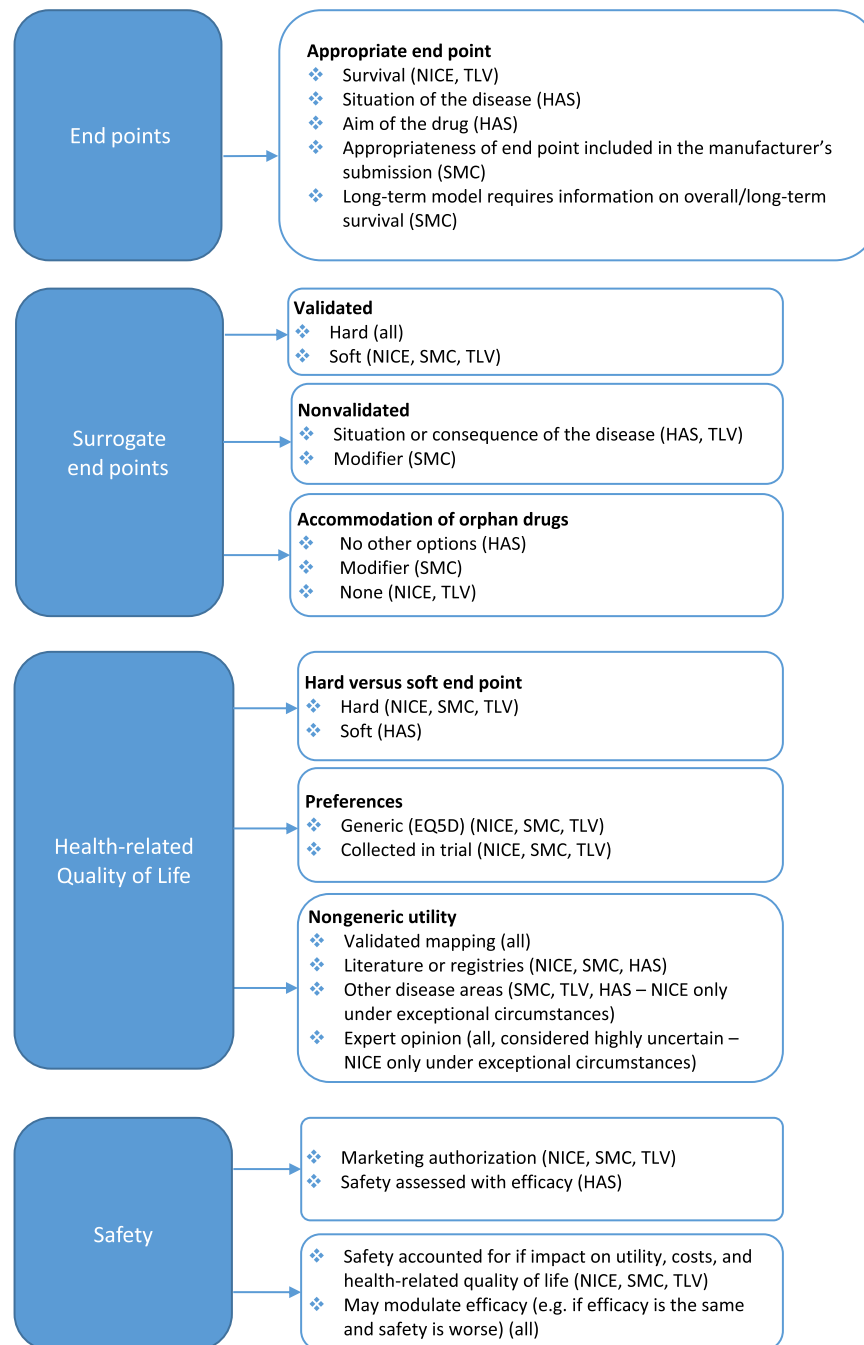 End points
Appropriate end point
❖ Survival (NICE, TLV)
❖ Situation of the disease (HAS)
❖ Aim of the drug (HAS)
❖ Appropriateness of end point included in the manufacturer’s
submission (SMC)
❖ Long-term model requires information on overall/long-term
survival (SMC)
Surrogate
end points
Validated
❖ Hard (all)
❖ Soft (NICE, SMC, TLV)
Nonvalidated
❖ Situation or consequence of the disease (HAS, TLV)
❖ Modifier (SMC)
Accommodation of orphan drugs
❖ No other options (HAS)
❖ Modifier (SMC)
❖ None (NICE, TLV)
Health-related
Quality of Life
Hard versus soft end point
❖ Hard (NICE, SMC, TLV)
❖ Soft (HAS)
Preferences
❖ Generic (EQ5D) (NICE, SMC, TLV)
❖ Collected in trial (NICE, SMC, TLV)
Nongeneric utility
❖ Validated mapping (all)
❖ Literature or registries (NICE, SMC, HAS)
❖ Other disease areas (SMC, TLV, HAS – NICE only
under exceptional circumstances)
❖ Expert opinion (all, considered highly uncertain –
NICE only under exceptional circumstances)
Safety
❖ Marketing authorization (NICE, SMC, TLV)
❖ Safety assessed with efficacy (HAS)
❖ Safety accounted for if impact on utility, costs, and
health-related quality of life (NICE, SMC, TLV)
❖ May modulate efficacy (e.g. if efficacy is the same
and safety is worse) (all)